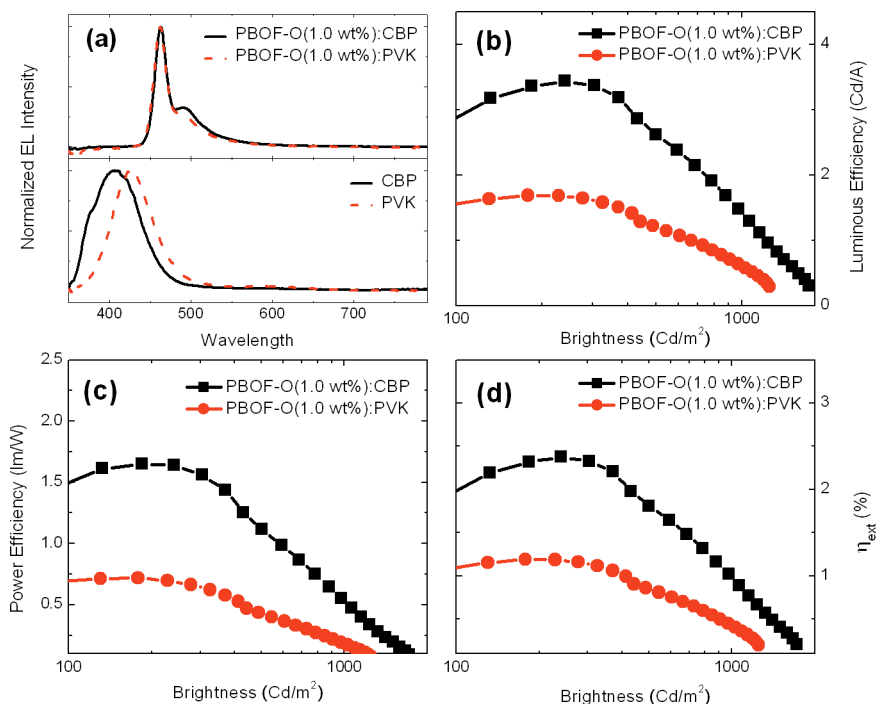 (a)
PBOF-O(1.0 wt%):CBP
PBOF-O(1.0 wt%):PVK
CBP
PVK
Normalized EL Intensity
400 500 600 700
Wavelength
(b)
PBOF-O(1.0 wt%):CBP
PBOF-O(1.0 wt%):PVK
4
2
0
Luminous Efficiency (Cd/A)
100 1000
Brightness (Cd/m²)
(c)
PBOF-O(1.0 wt%):CBP
PBOF-O(1.0 wt%):PVK
2.5
2.0
1.5
1.0
0.5
Power Efficiency (lm/W)
100 1000
Brightness (Cd/m²)
(d)
PBOF-O(1.0 wt%):CBP
PBOF-O(1.0 wt%):PVK
3
2
1
ηext (%)
100 1000
Brightness (Cd/m²)